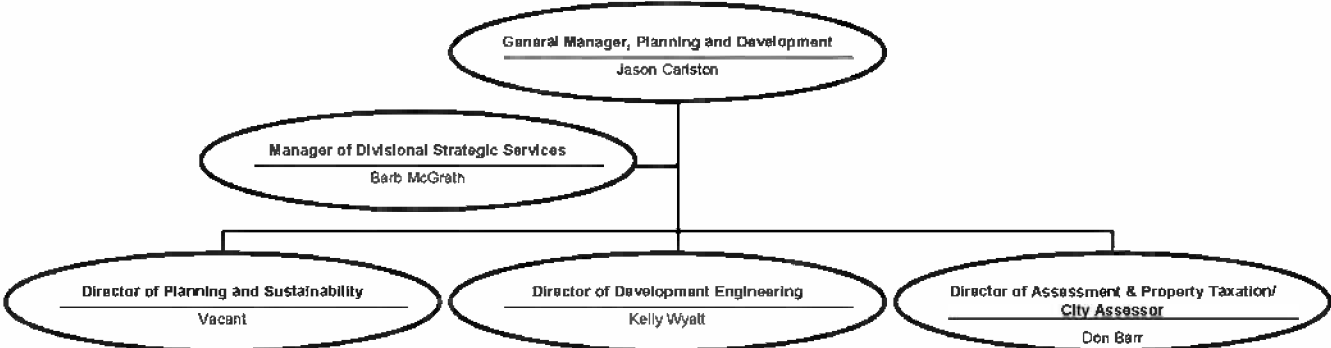 General Manager, Planning and Development
Jason Carlston
Manager of Divisional Strategic Services
Barb McGrath
Director of Planning and Sustainability
Vacant
Director of Development Engineering
Kelly Wyatt
Director of Assessment & Property Taxation/
City Assessor
Don Barr